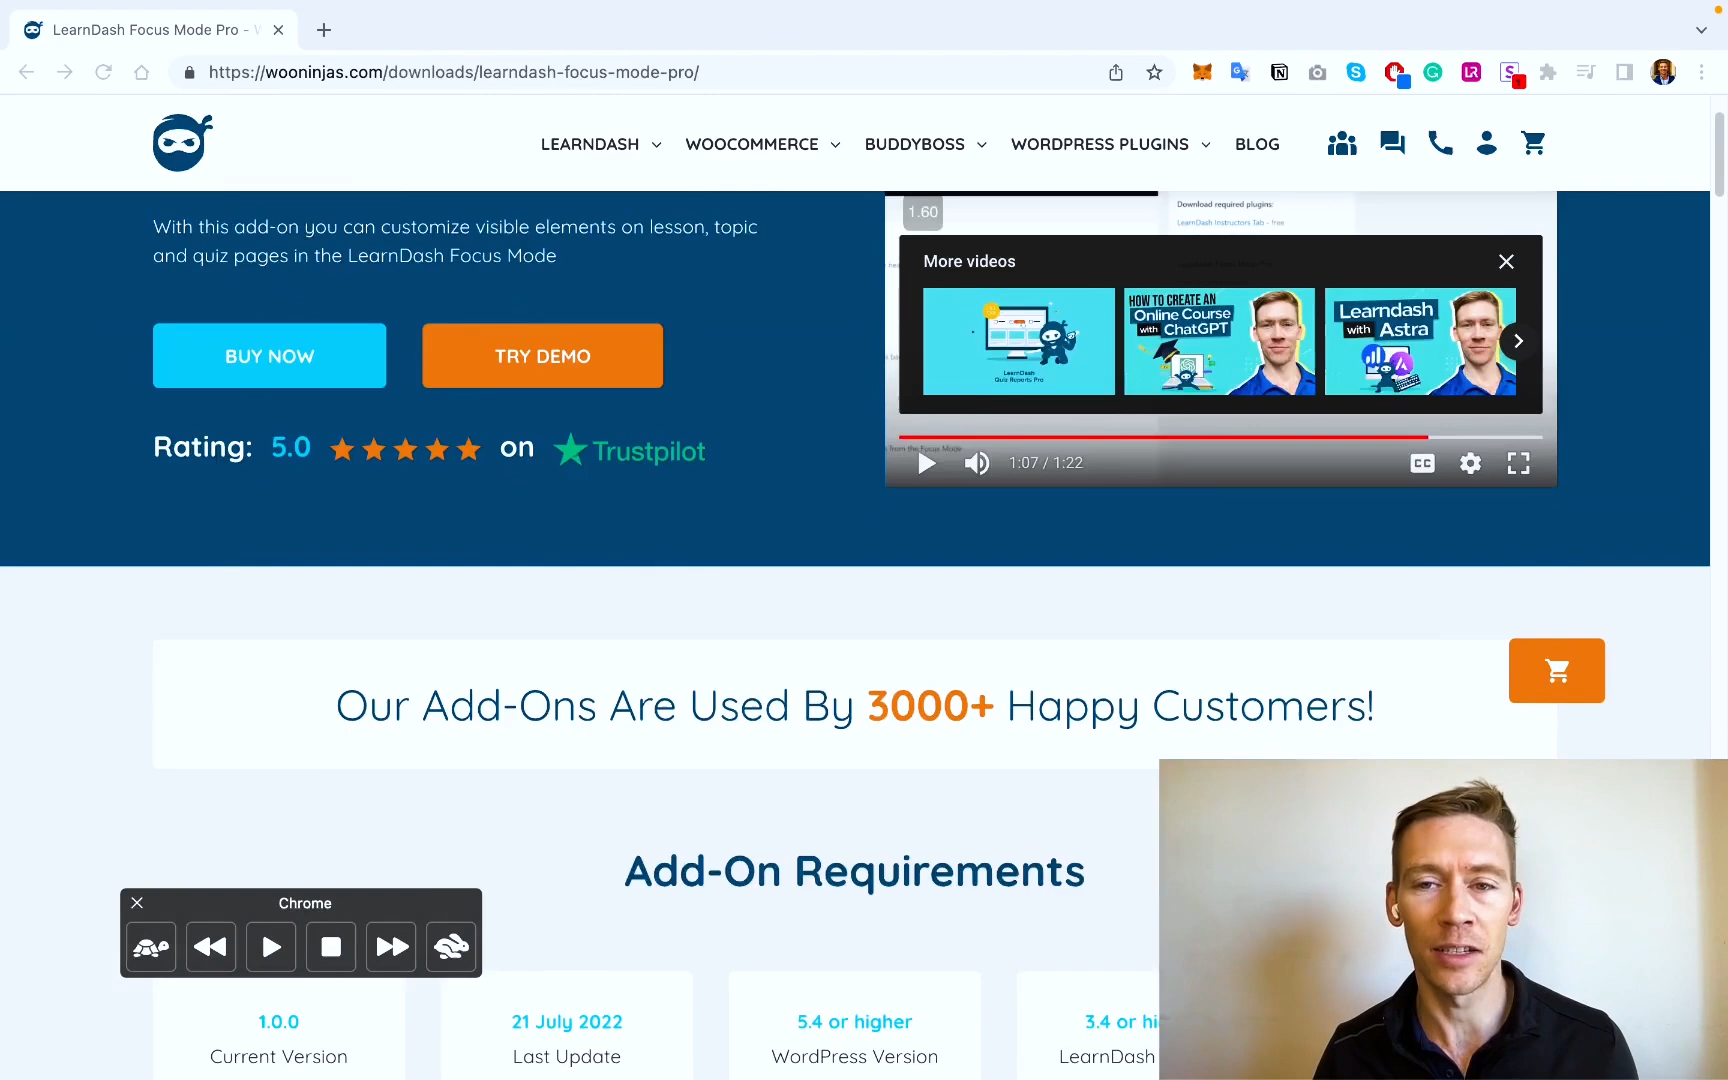 LearnDash Focus Mode Pro - W
https://wooninjas.com/downloads/learndash-focus-mode-pro/
LEARNDASH WOOCOMMERCE BUDDYBOSS WORDPRESS PLUGINS BLOG
With this add-on you can customize visible elements on lesson, topic
and quiz pages in the LearnDash Focus Mode
BUY NOW TRY DEMO
Rating: 5.0 on Trustpilot
1.60
Download required plugins:
LearnDash Instructors Tab - free
More videos
LearnDash
Quiz Reports Pro
HOW TO CREATE AN
Online Course
with ChatGPT
Learndash
with Astra
from the Focus Mode
1:07 / 1:22
CC
Our Add-Ons Are Used By 3000+ Happy Customers!
Add-On Requirements
Chrome
1.0.0
Current Version
21 July 2022
Last Update
5.4 or higher
WordPress Version
3.4 or hi
LearnDash